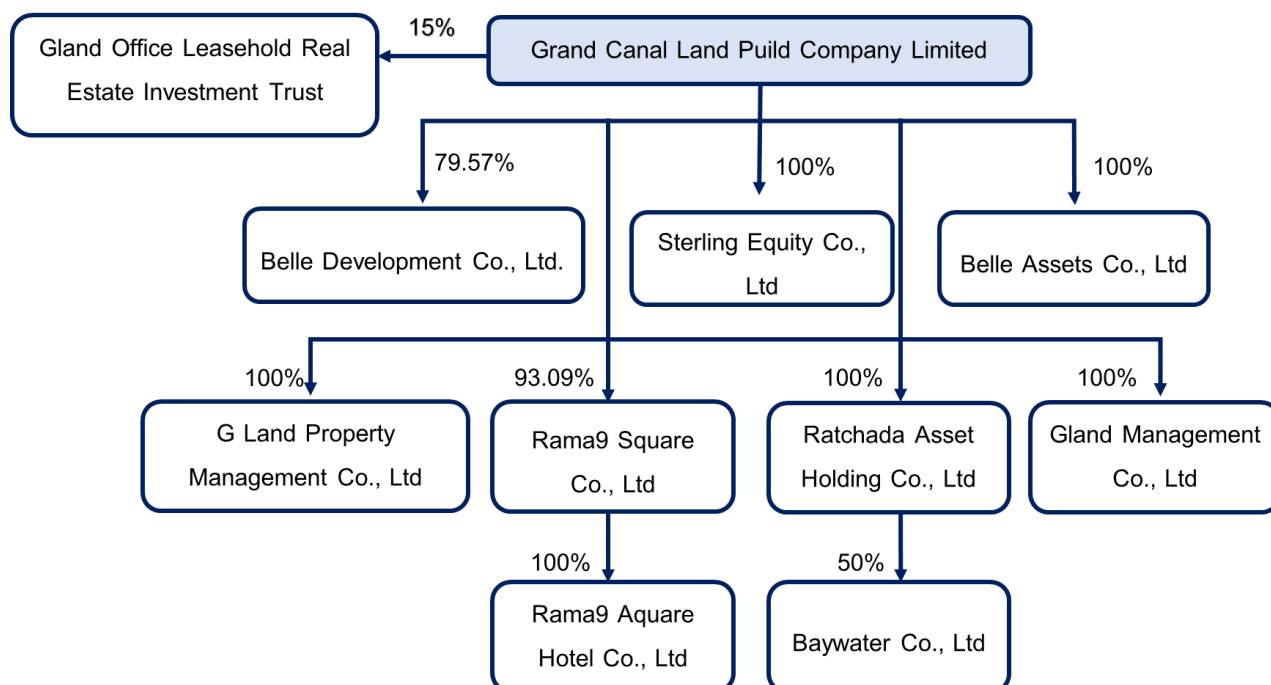 15%
Grand Canal Land Puild Company Limited
Gland Office Leasehold Real
Estate Investment Trust
79.57%
100%
100%
Belle Development Co., Ltd.
Sterling Equity Co.,
Ltd
Belle Assets Co., Ltd
100%
93.09%
100%
100%
G Land Property
Management Co., Ltd
Rama9 Square
Co., Ltd
Ratchada Asset
Holding Co., Ltd
Gland Management
Co., Ltd
100%
50%
Rama9 Aquare
Hotel Co., Ltd
Baywater Co., Ltd